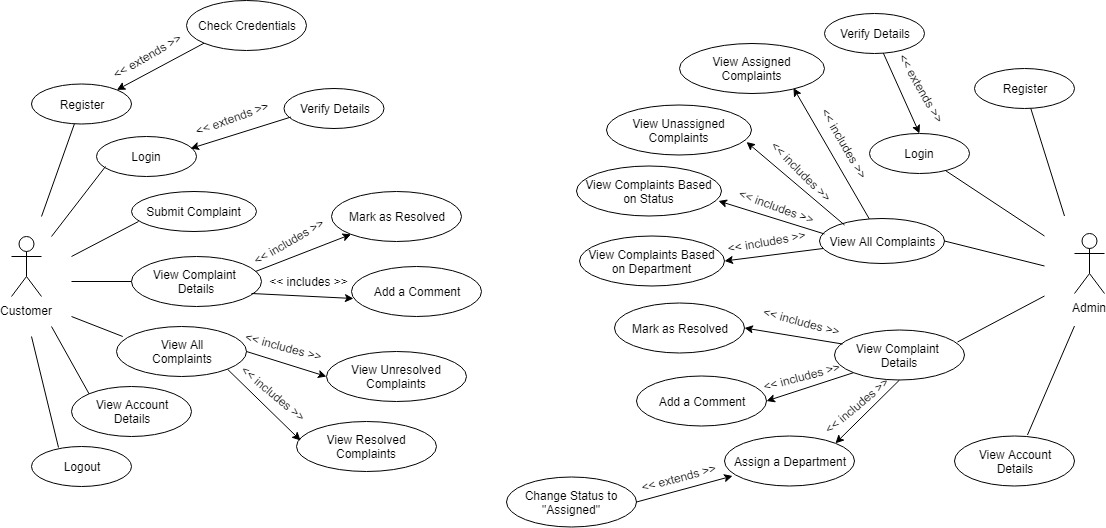 Check Credentials
<< extends >>
Register
Verify Details
<< extends >>
Login
Submit Complaint
Mark as Resolved
<< includes >>
View Complaint
Details
<< includes >>
Add a Comment
Customer
View All
Complaints
<< includes >>
View Unresolved
Complaints
<< includes >>
View Account
Details
View Resolved
Complaints
Logout
Verify Details
View Assigned
Complaints
<< extends >>
Register
View Unassigned
Complaints
<< includes >>
Login
<< includes >>
View Complaints Based
on Status
<< includes >>
View All Complaints
<< includes >>
View Complaints Based
on Department
Admin
Mark as Resolved
<< includes >>
View Complaint
Details
<< includes >>
Add a Comment
<< includes >>
Assign a Department
View Account
Details
<< extends >>
Change Status to
"Assigned"